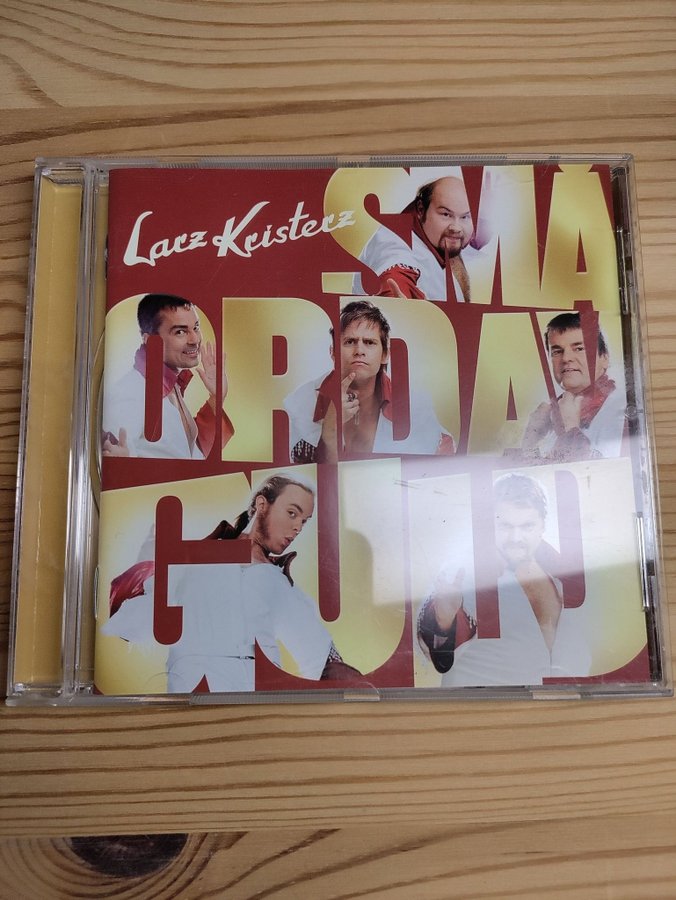 Larz Kristerz
SMÅ
ORD AV
GULD